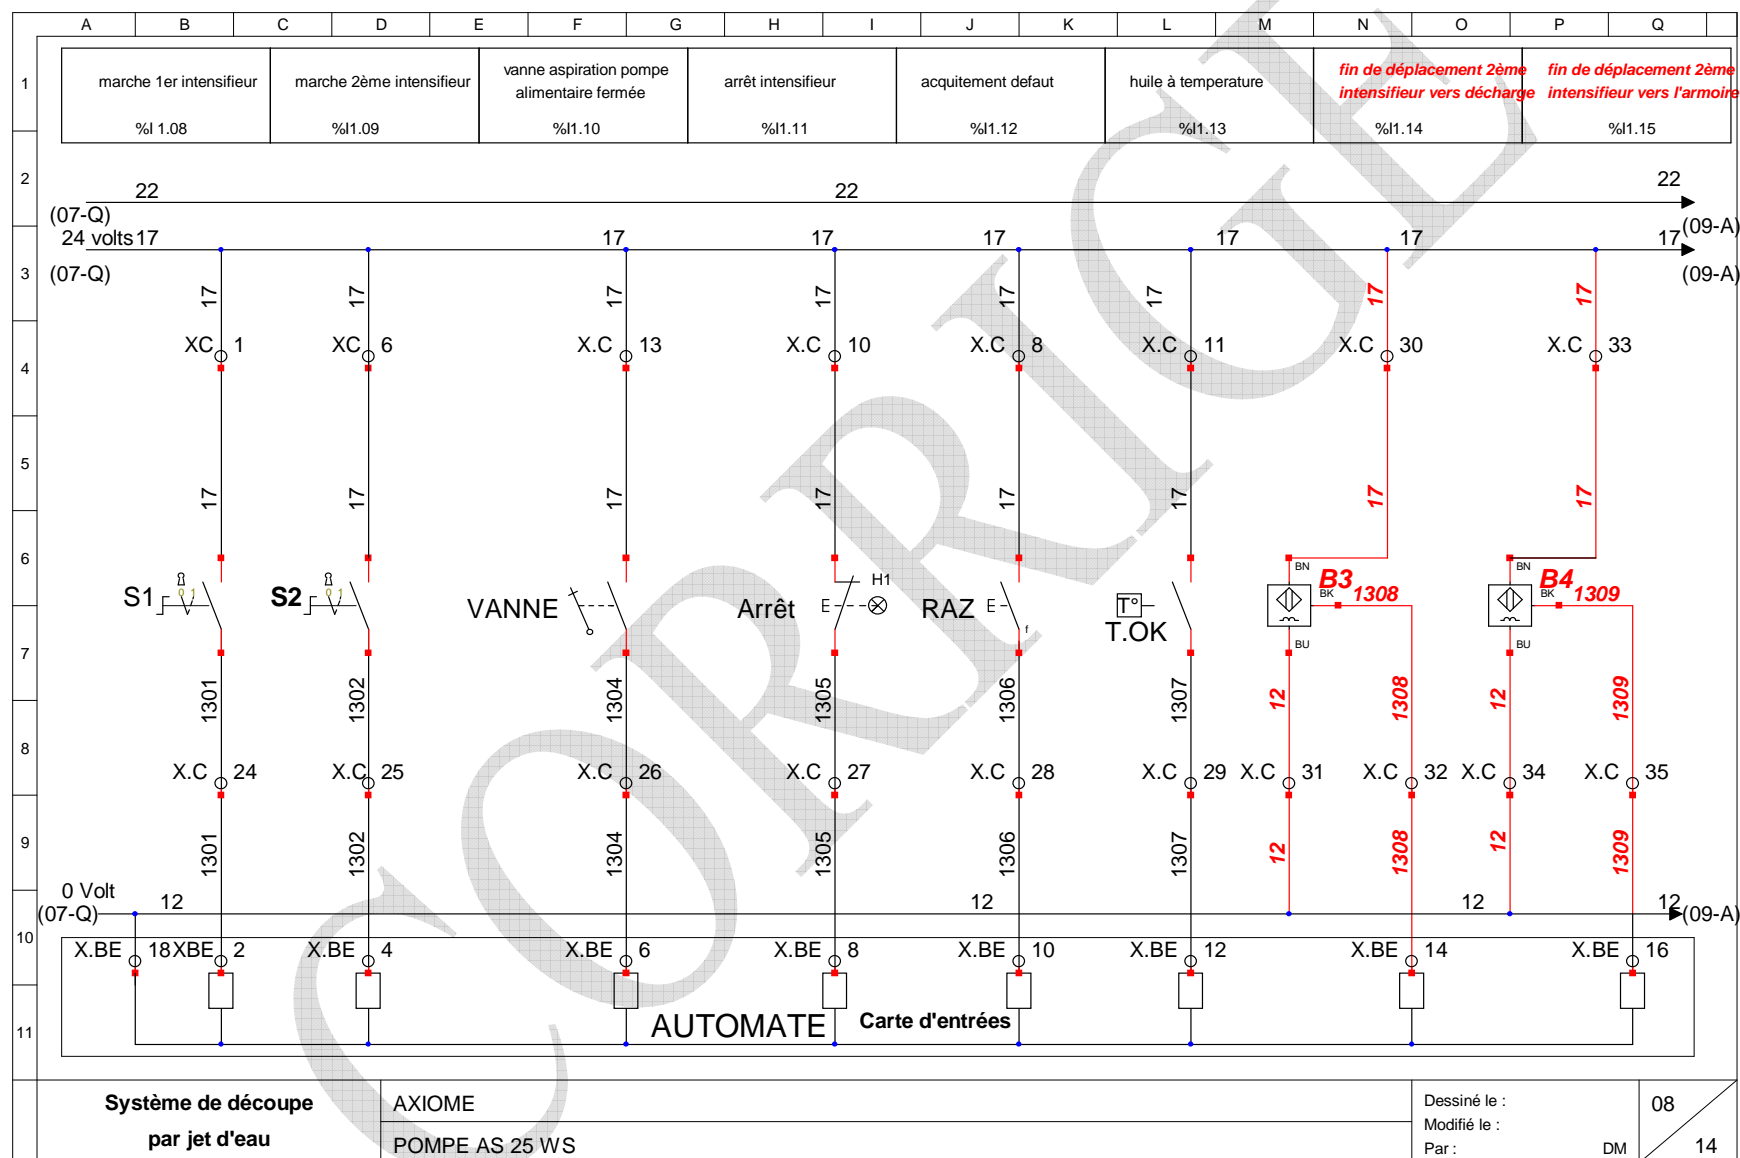 A B C D E F G H I J K L M N O P Q
1
marche 1er intensifieur
%I 1.08
marche 2ème intensifieur
%I1.09
vanne aspiration pompe
alimentaire fermée
%I1.10
arrêt intensifieur
%I1.11
acquitement defaut
%I1.12
huile à temperature
%I1.13
fin de déplacement 2ème
intensifieur vers décharge
%I1.14
fin de déplacement 2ème
intensifieur vers l'armoire
%I1.15
2
22 22 22
(07-Q) (09-A)
24 volts 17 17 17 17 17 17 17
3
(07-Q) (09-A)
17 17 17 17 17 17 17 17
4
XC 1 XC 6 X.C 13 X.C 10 X.C 8 X.C 11 X.C 30 X.C 33
5
17 17 17 17 17 17 17 17
6
S1 0 1 S2 0 1 VANNE Arrêt E H1 RAZ E f T° T.OK
BN B3 BK 1308 BU
BN B4 BK 1309 BU
7
1301 1302 1304 1305 1306 1307 12 1308 12 1309
8
X.C 24 X.C 25 X.C 26 X.C 27 X.C 28 X.C 29 X.C 31 X.C 32 X.C 34 X.C 35
9
1301 1302 1304 1305 1306 1307 12 1308 12 1309
0 Volt
(07-Q) 12 12 12 12 (09-A)
10
X.BE 18 XBE 2 X.BE 4 X.BE 6 X.BE 8 X.BE 10 X.BE 12 X.BE 14 X.BE 16
11
AUTOMATE Carte d'entrées
CORRIGE
Système de découpe
par jet d'eau
AXIOME
POMPE AS 25 WS
Dessiné le :
Modifié le :
Par : DM
08
14